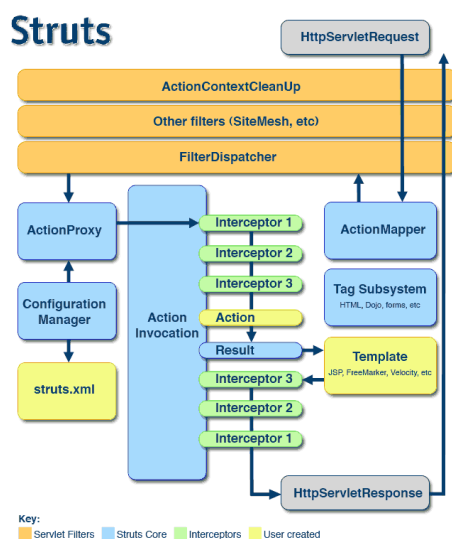 Struts
HttpServletRequest
ActionContextCleanUp
Other filters (SiteMesh, etc)
FilterDispatcher
ActionProxy
Interceptor 1
ActionMapper
Interceptor 2
Interceptor 3
Tag Subsystem
HTML, Dojo, forms, etc
Configuration
Manager
Action
Invocation
Action
Result
Template
JSP, FreeMarker, Velocity, etc
struts.xml
Interceptor 3
Interceptor 2
Interceptor 1
HttpServletResponse
Key:
Servlet Filters
Struts Core
Interceptors
User created